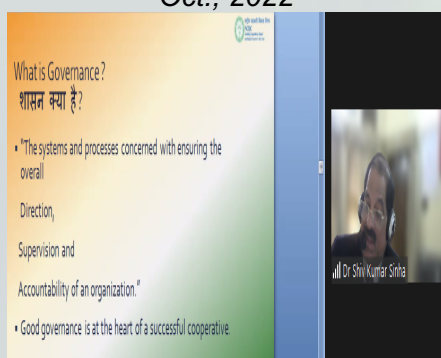 Oct., 2022
What is Governance?
शासन क्या है?
▪ "The systems and processes concerned with ensuring the
overall
Direction,
Supervision and
Accountability of an organization."
▪ Good governance is at the heart of a successful cooperative.
Dr Shiv Kumar Sinha